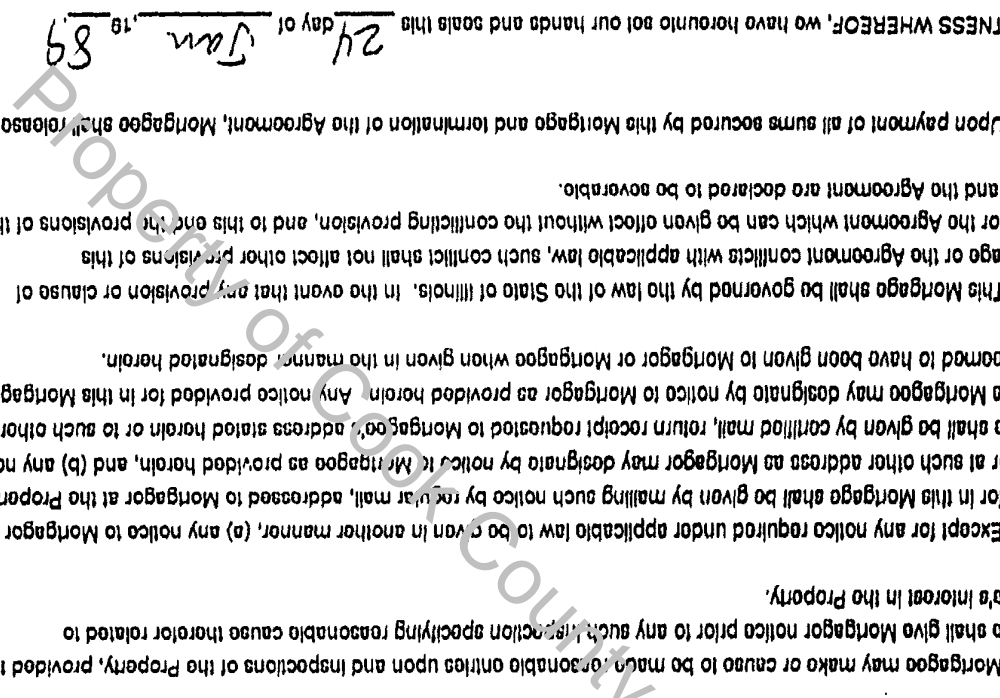 Mortgagee may make or cause to be made reasonable entries upon and inspections of the Property, provided
shall give Mortgagor notice prior to any such inspection specifying reasonable cause therefor related to
's interest in the Property.
Except for any notice required under applicable law to be given in another manner, (a) any notice to Mortgagor
for in this Mortgage shall be given by mailing such notice by regular mail, addressed to Mortgagor at the Proper
r at such other address as Mortgagor may designate by notice to Mortgagee as provided herein, and (b) any no
shall be given by certified mail, return receipt requested to Mortgagee's address stated herein or to such other
Mortgagee may designate by notice to Mortgagor as provided herein. Any notice provided for in this Mortgage
eemed to have been given to Mortgagor or Mortgagee when given in the manner designated herein.
This Mortgage shall be governed by the law of the State of Illinois. In the event that any provision or clause of
age or the Agreement conflicts with applicable law, such conflict shall not affect other provisions of this
or the Agreement which can be given effect without the conflicting provision, and to this end the provisions of th
and the Agreement are declared to be severable.
Upon payment of all sums secured by this Mortgage and termination of the Agreement, Mortgagee shall release
TNESS WHEREOF, we have hereunto set our hands and seals this 24 day of Jan, 19 89.
Property of Cook County